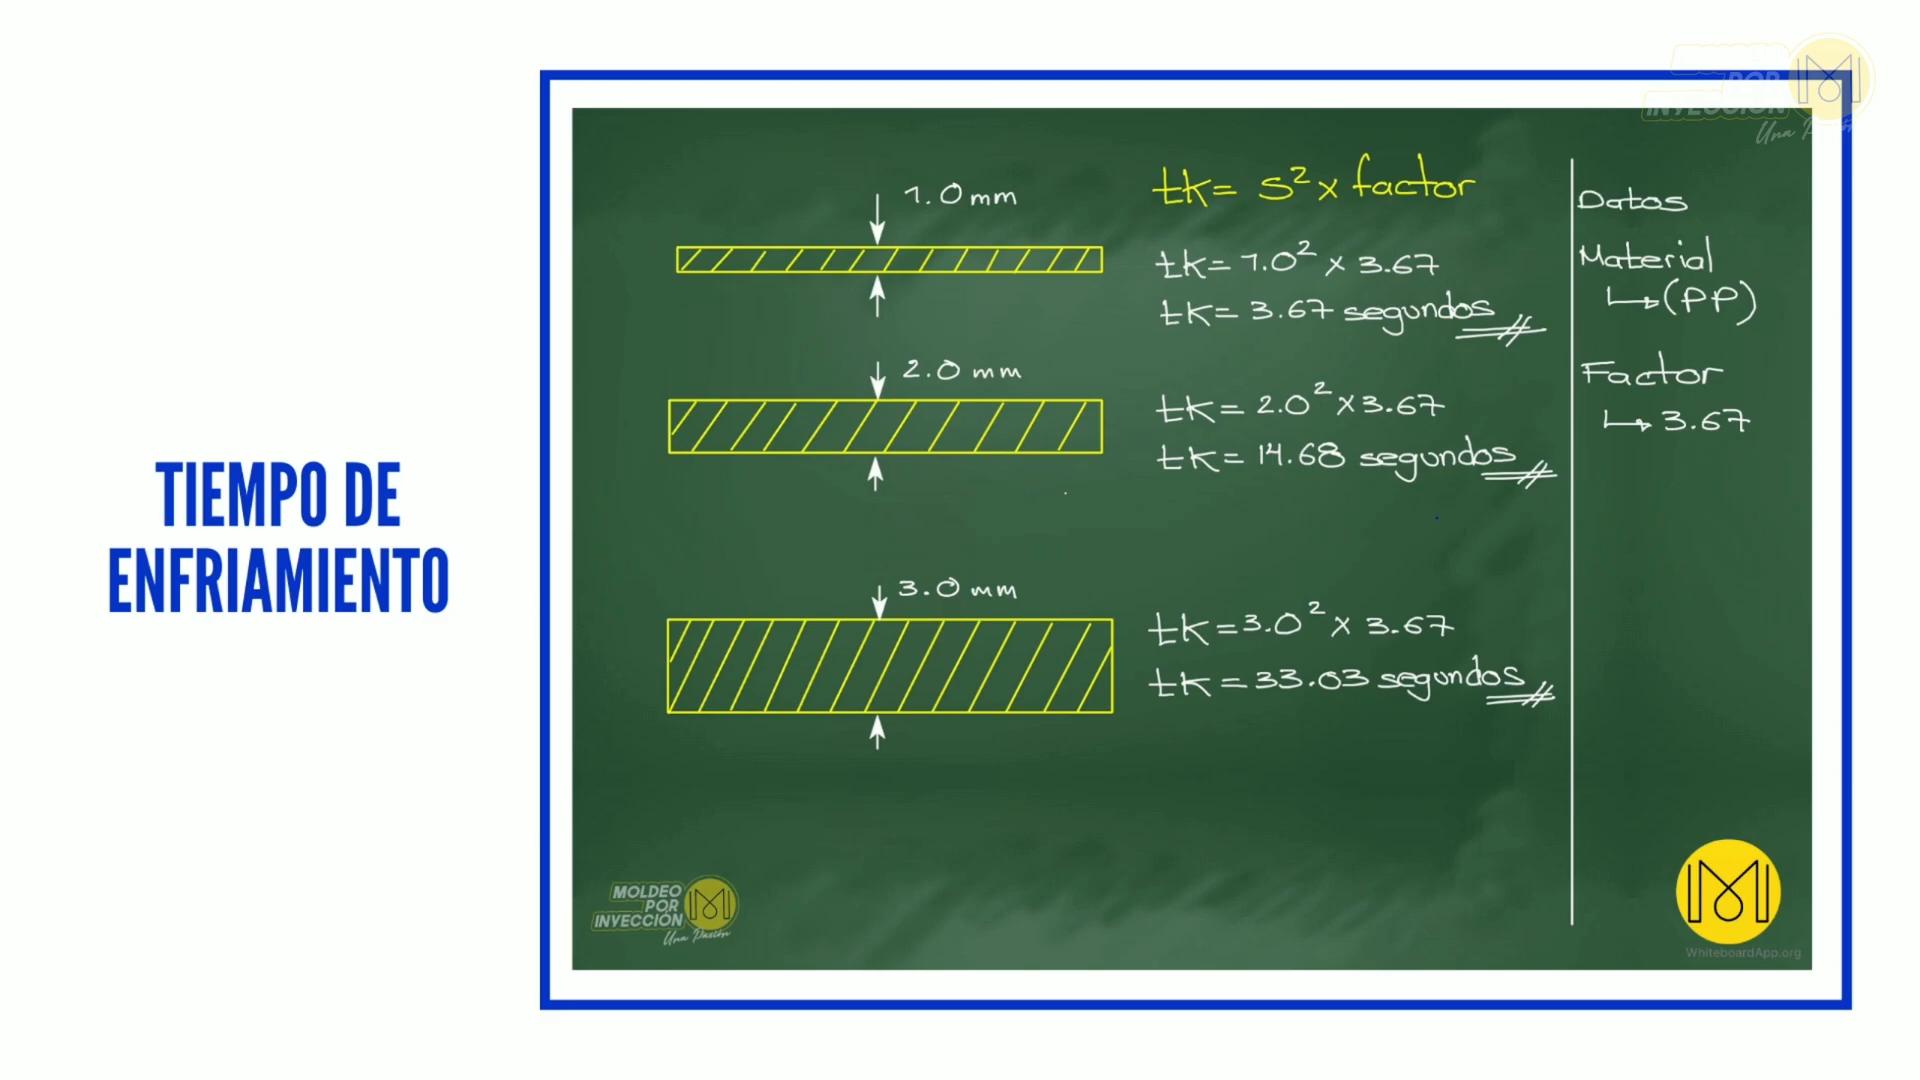 TIEMPO DE
ENFRIAMIENTO
POR
INYECCIÓN
1.0 mm
tk= s² x factor
tk= 1.0² x 3.67
tk= 3.67 segundos
2.0 mm
tk= 2.0² x 3.67
tk= 14.68 segundos
3.0 mm
tk= 3.0² x 3.67
tk= 33.03 segundos
Datos
Material
(PP)
Factor
3.67
MOLDEO
POR
INYECCIÓN
Una Pasión
WhiteboardApp.org